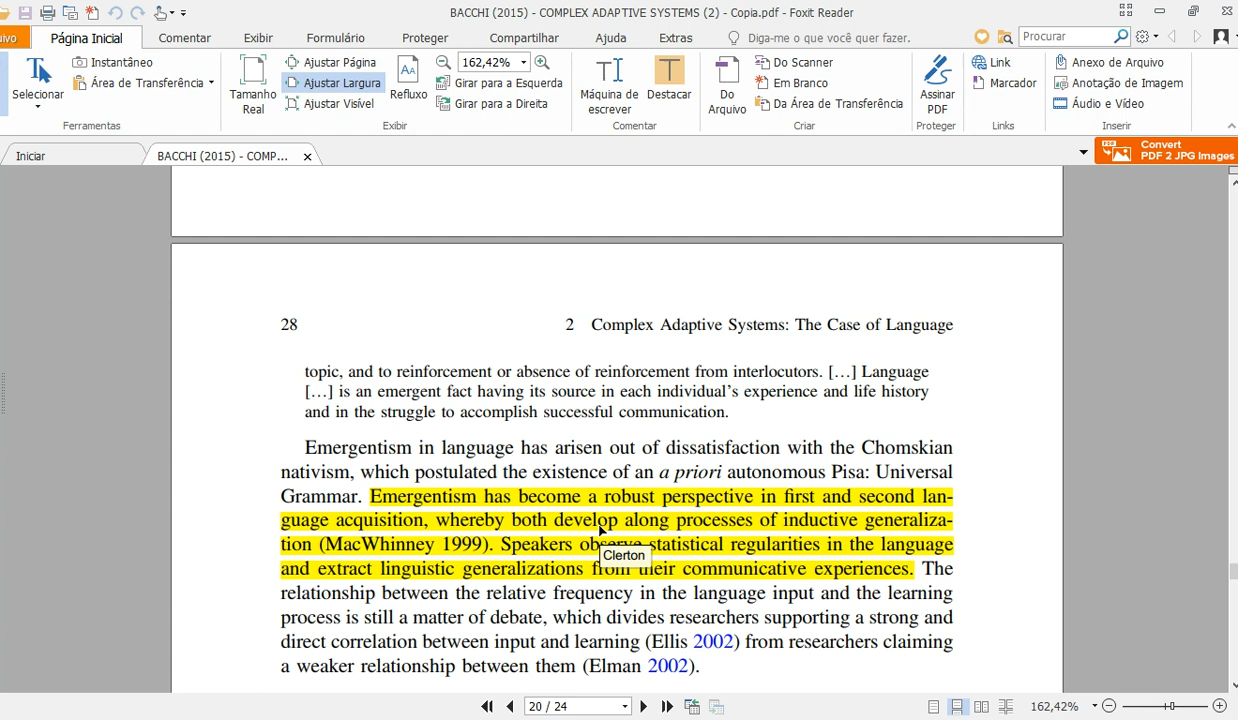 BACCHI (2015) - COMPLEX ADAPTIVE SYSTEMS (2) - Copia.pdf - Foxit Reader
ivo Página Inicial Comentar Exibir Formulário Proteger Compartilhar Ajuda Extras Diga-me o que você quer fazer. Procurar
Selecionar
Instantâneo
Área de Transferência
Ferramentas
Tamanho Real
Ajustar Página
Ajustar Largura
Ajustar Visível
Refluxo
162,42%
Girar para a Esquerda
Girar para a Direita
Exibir
Máquina de escrever
Destacar
Comentar
Do Arquivo
Do Scanner
Em Branco
Da Área de Transferência
Criar
Assinar PDF
Proteger
Link
Marcador
Links
Anexo de Arquivo
Anotação de Imagem
Áudio e Vídeo
Inserir
Iniciar
BACCHI (2015) - COMP...
PDF
Convert
PDF 2 JPG Images
28 2 Complex Adaptive Systems: The Case of Language
topic, and to reinforcement or absence of reinforcement from interlocutors. […] Language
[…] is an emergent fact having its source in each individual’s experience and life history
and in the struggle to accomplish successful communication.
Emergentism in language has arisen out of dissatisfaction with the Chomskian
nativism, which postulated the existence of an a priori autonomous Pisa: Universal
Grammar. Emergentism has become a robust perspective in first and second lan-
guage acquisition, whereby both develop along processes of inductive generaliza-
tion (MacWhinney 1999). Speakers observe statistical regularities in the language
Clerton
and extract linguistic generalizations from their communicative experiences. The
relationship between the relative frequency in the language input and the learning
process is still a matter of debate, which divides researchers supporting a strong and
direct correlation between input and learning (Ellis 2002) from researchers claiming
a weaker relationship between them (Elman 2002).
20 / 24
162,42%